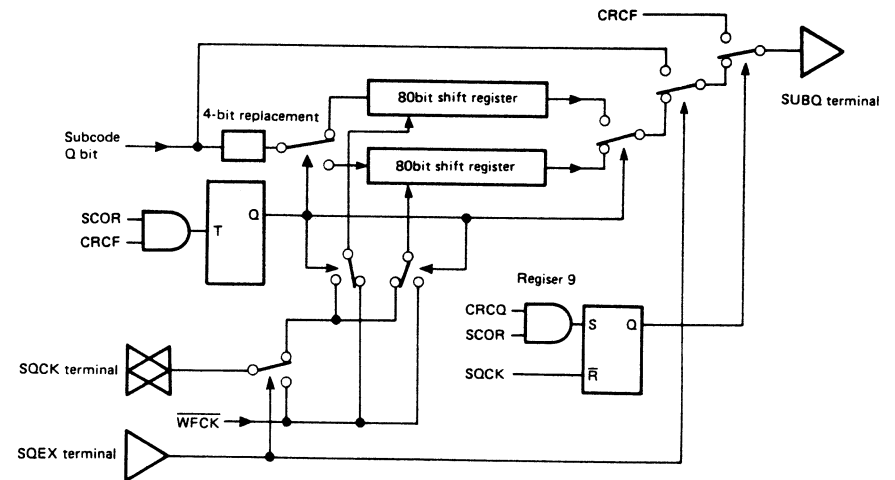 CRCF
SUBQ terminal
80bit shift register
4-bit replacement
Subcode
Q bit
80bit shift register
SCOR
CRCF
T
Q
Regiser 9
CRCQ
SCOR
S
Q
SQCK
R
SQCK terminal
WFCK
SQEX terminal